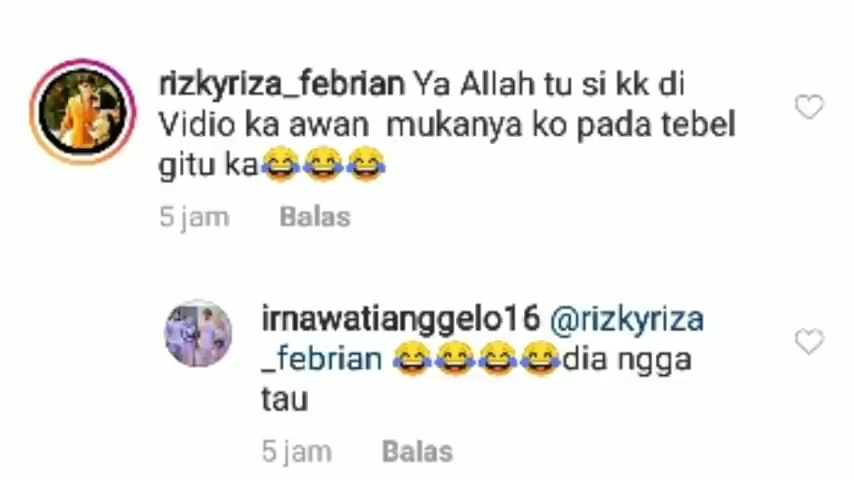 rizkyriza_febrian Ya Allah tu si kk di
Vidio ka awan mukanya ko pada tebel
gitu ka😂😂😂
5 jam Balas
irnawatianggelo16 @rizkyriza
_febrian 😂😂😂😂dia ngga
tau
5 jam Balas